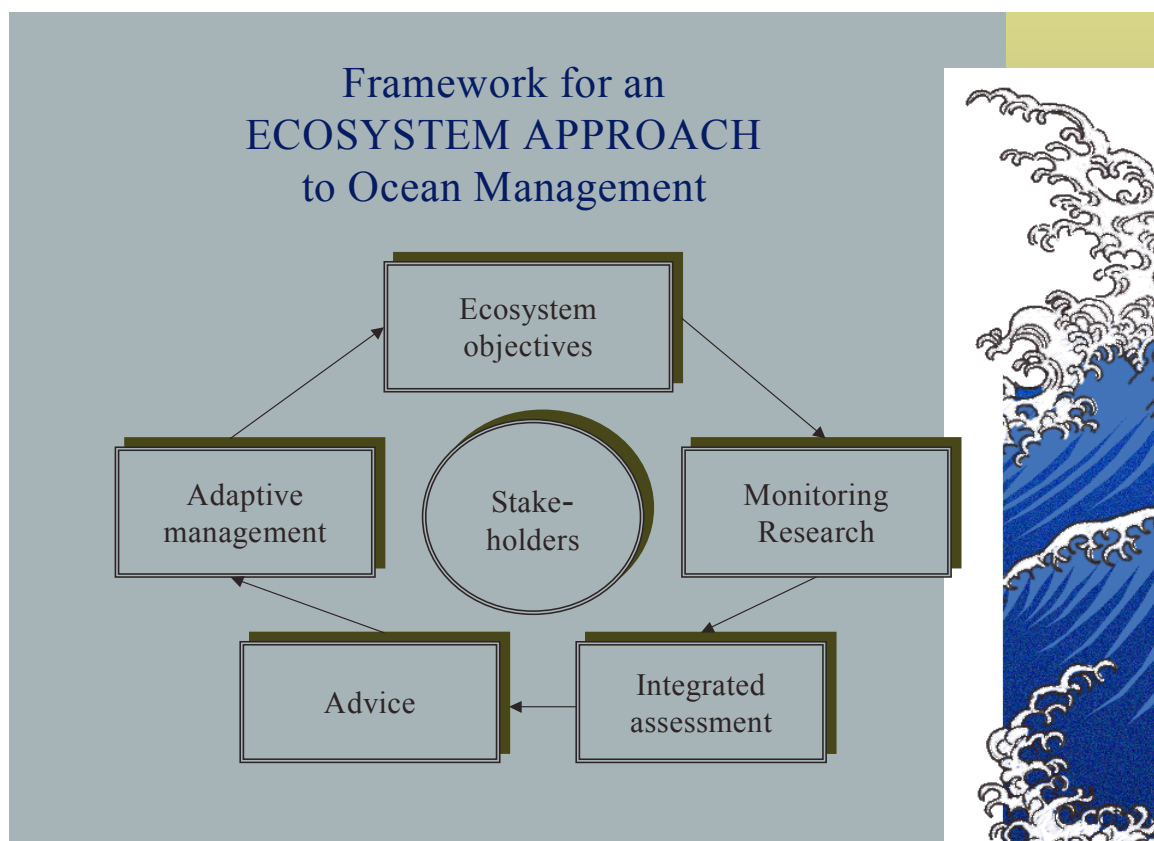 Framework for an
ECOSYSTEM APPROACH
to Ocean Management
Ecosystem
objectives
Adaptive
management
Stake-
holders
Monitoring
Research
Advice
Integrated
assessment